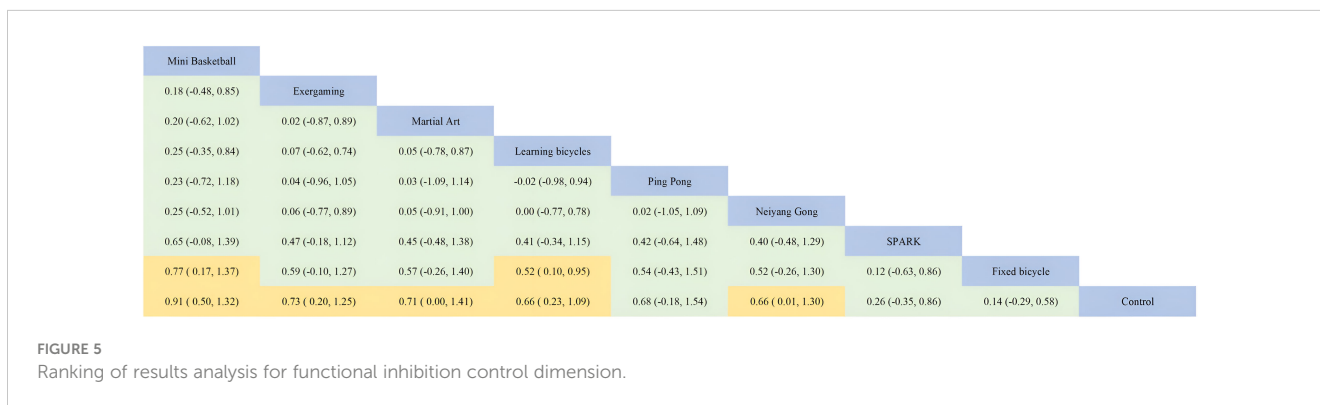 Mini Basketball
0.18 (-0.48, 0.85) Exergaming
0.20 (-0.62, 1.02) 0.02 (-0.87, 0.89) Martial Art
0.25 (-0.35, 0.84) 0.07 (-0.62, 0.74) 0.05 (-0.78, 0.87) Learning bicycles
0.23 (-0.72, 1.18) 0.04 (-0.96, 1.05) 0.03 (-1.09, 1.14) -0.02 (-0.98, 0.94) Ping Pong
0.25 (-0.52, 1.01) 0.06 (-0.77, 0.89) 0.05 (-0.91, 1.00) 0.00 (-0.77, 0.78) 0.02 (-1.05, 1.09) Neiyang Gong
0.65 (-0.08, 1.39) 0.47 (-0.18, 1.12) 0.45 (-0.48, 1.38) 0.41 (-0.34, 1.15) 0.42 (-0.64, 1.48) 0.40 (-0.48, 1.29) SPARK
0.77 ( 0.17, 1.37) 0.59 (-0.10, 1.27) 0.57 (-0.26, 1.40) 0.52 ( 0.10, 0.95) 0.54 (-0.43, 1.51) 0.52 (-0.26, 1.30) 0.12 (-0.63, 0.86) Fixed bicycle
0.91 ( 0.50, 1.32) 0.73 ( 0.20, 1.25) 0.71 ( 0.00, 1.41) 0.66 ( 0.23, 1.09) 0.68 (-0.18, 1.54) 0.66 ( 0.01, 1.30) 0.26 (-0.35, 0.86) 0.14 (-0.29, 0.58) Control
FIGURE 5
Ranking of results analysis for functional inhibition control dimension.